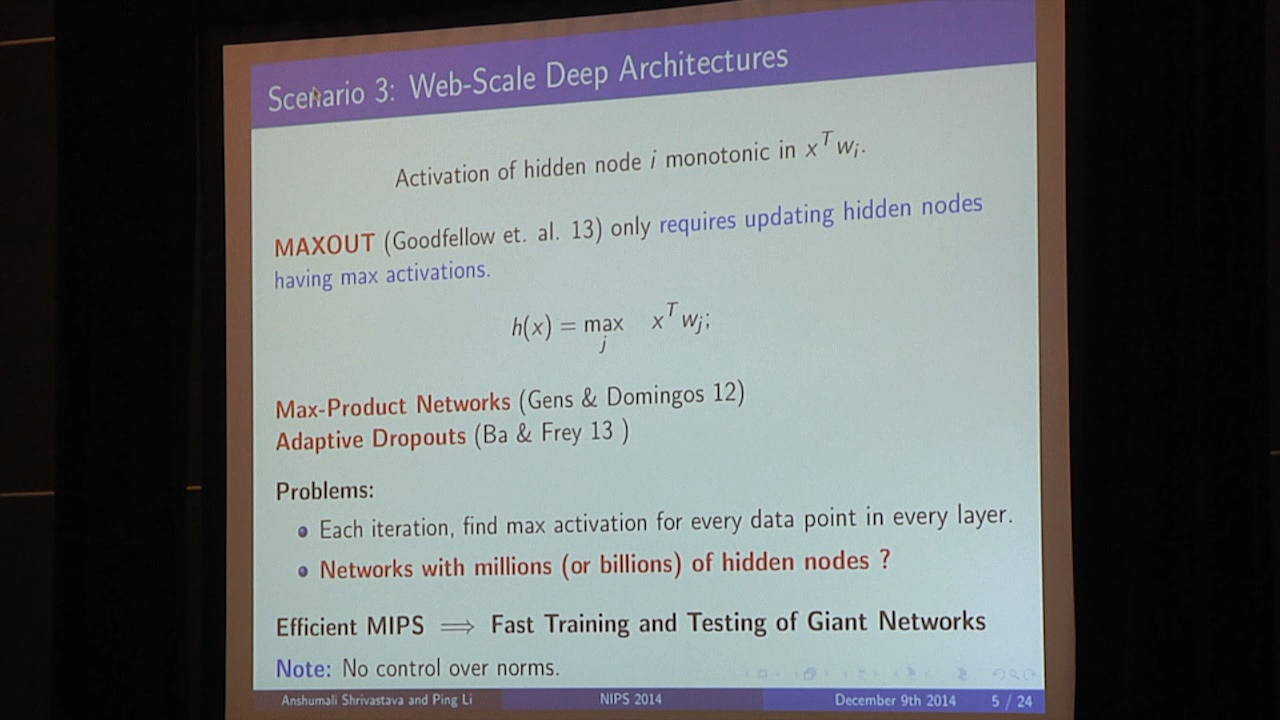 Scenario 3: Web-Scale Deep Architectures
Activation of hidden node i monotonic in x^T w_i.
MAXOUT (Goodfellow et. al. 13) only requires updating hidden nodes
having max activations.
h(x) = max_j x^T w_j;
Max-Product Networks (Gens & Domingos 12)
Adaptive Dropouts (Ba & Frey 13 )
Problems:
Each iteration, find max activation for every data point in every layer.
Networks with millions (or billions) of hidden nodes ?
Efficient MIPS ⟹ Fast Training and Testing of Giant Networks
Note: No control over norms.
Anshumali Shrivastava and Ping Li NIPS 2014 December 9th 2014 5 / 24